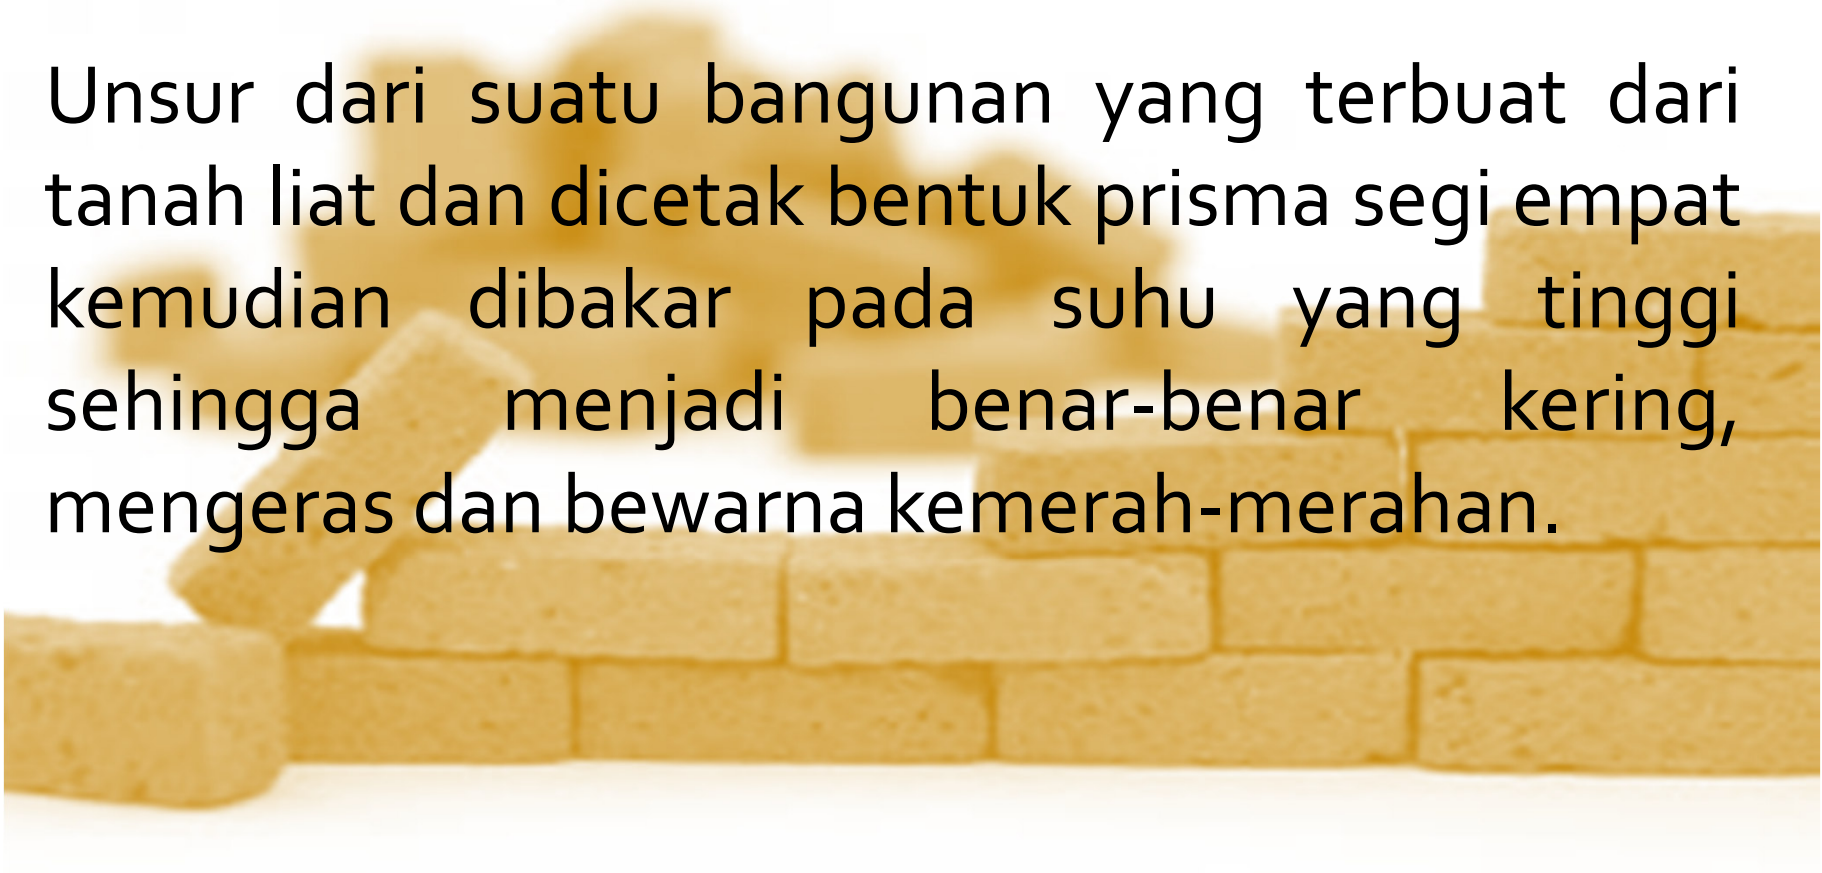 Unsur dari suatu bangunan yang terbuat dari
tanah liat dan dicetak bentuk prisma segi empat
kemudian dibakar pada suhu yang tinggi
sehingga menjadi benar-benar kering,
mengeras dan bewarna kemerah-merahan.